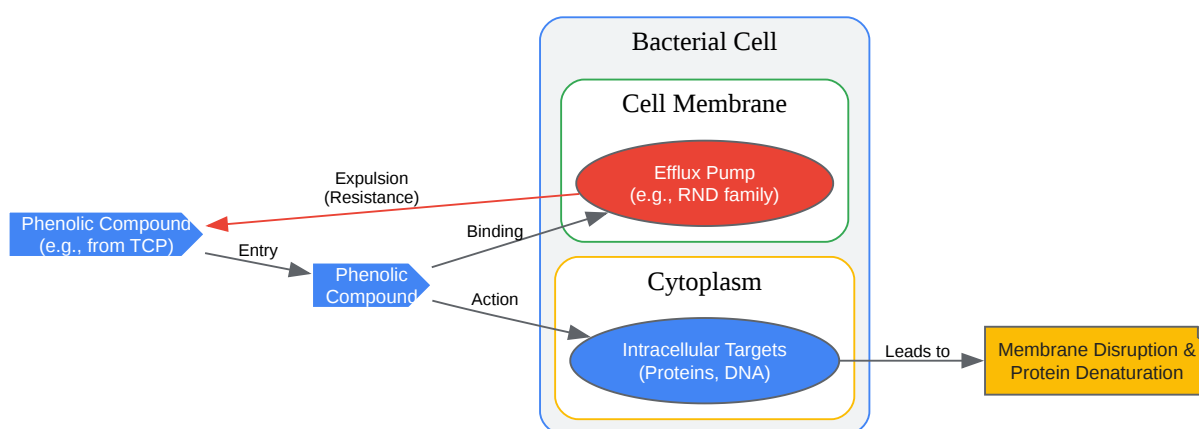 Bacterial Cell
Cell Membrane
Efflux Pump
(e.g., RND family)
Expulsion
(Resistance)
Phenolic Compound
(e.g., from TCP)
Entry
Binding
Phenolic
Compound
Action
Cytoplasm
Intracellular Targets
(Proteins, DNA)
Leads to
Membrane Disruption &
Protein Denaturation